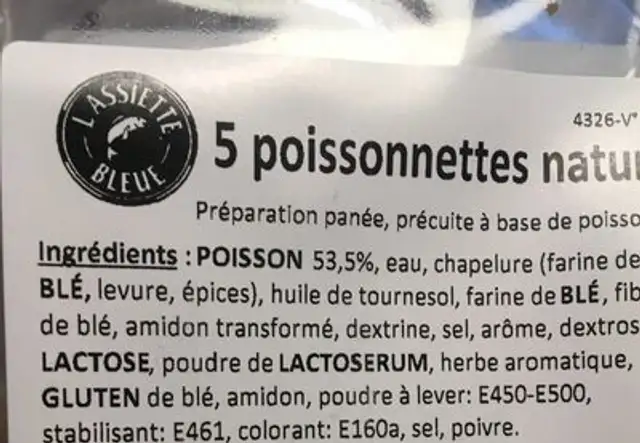 L'ASSIETTE
BLEUE
4326-V°
5 poissonnettes natur
Préparation panée, précuite à base de poisso
Ingrédients : POISSON 53,5%, eau, chapelure (farine de
BLÉ, levure, épices), huile de tournesol, farine de BLÉ, fib
de blé, amidon transformé, dextrine, sel, arôme, dextros
LACTOSE, poudre de LACTOSERUM, herbe aromatique,
GLUTEN de blé, amidon, poudre à lever: E450-E500,
stabilisant: E461, colorant: E160a, sel, poivre.